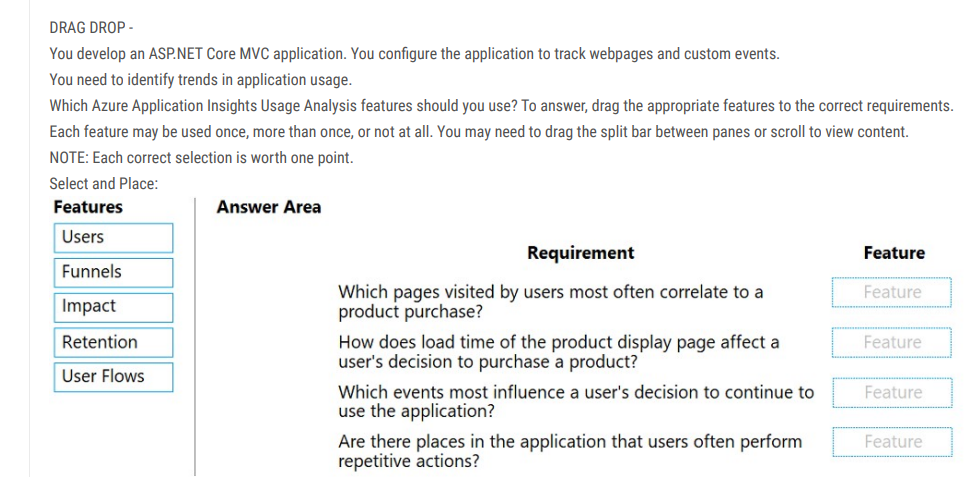 DRAG DROP -
You develop an ASP.NET Core MVC application. You configure the application to track webpages and custom events.
You need to identify trends in application usage.
Which Azure Application Insights Usage Analysis features should you use? To answer, drag the appropriate features to the correct requirements.
Each feature may be used once, more than once, or not at all. You may need to drag the split bar between panes or scroll to view content.
NOTE: Each correct selection is worth one point.
Select and Place:
Features
Users
Funnels
Impact
Retention
User Flows
Answer Area
Requirement
Feature
Which pages visited by users most often correlate to a
product purchase?
Feature
How does load time of the product display page affect a
user's decision to purchase a product?
Feature
Which events most influence a user's decision to continue to
use the application?
Feature
Are there places in the application that users often perform
repetitive actions?
Feature